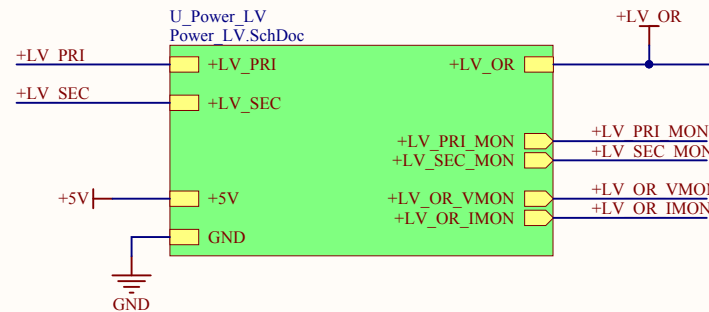 U_Power_LV
Power_LV.SchDoc
+LV_OR
+LV_PRI
+LV_PRI
+LV_OR
+LV_SEC
+LV_SEC
+LV_PRI_MON
+LV_PRI_MON
+LV_SEC_MON
+LV_SEC_MON
+5V
+5V
+LV_OR_VMON
+LV_OR_VMON
+LV_OR_IMON
+LV_OR_IMON
GND
GND